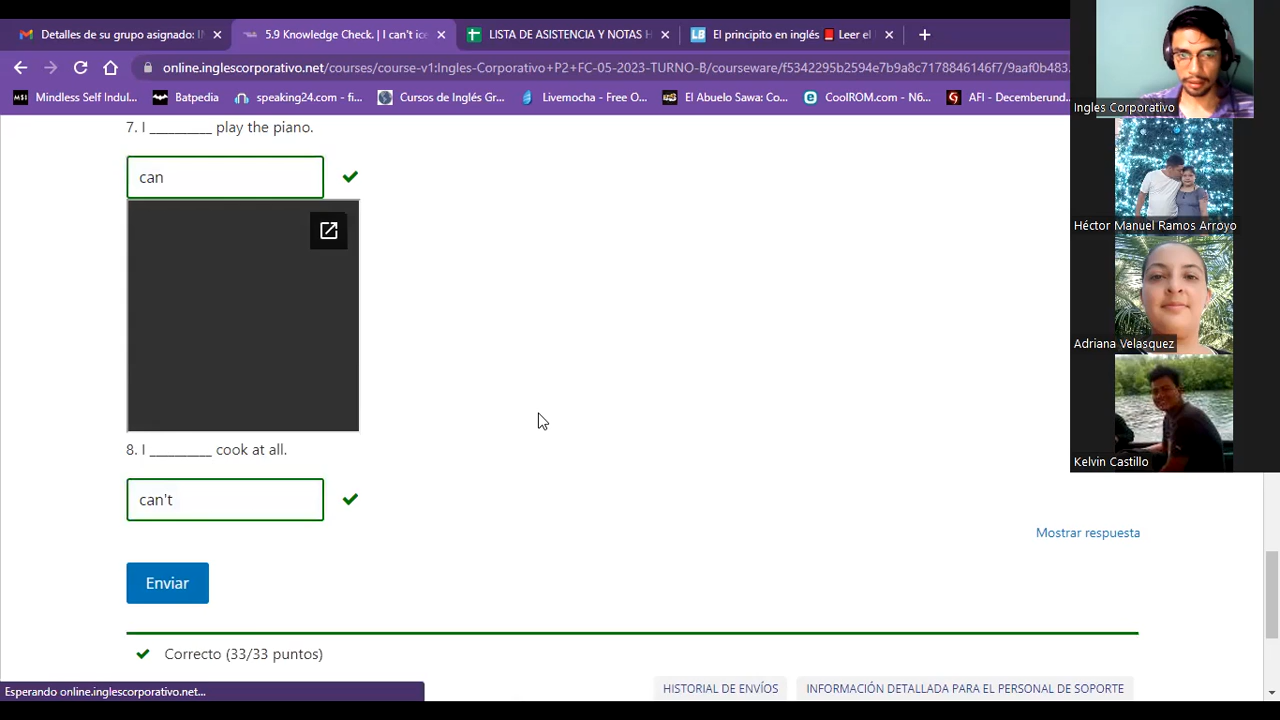 Detalles de su grupo asignado: I
5.9 Knowledge Check. | I can't ice
LISTA DE ASISTENCIA Y NOTAS H
El principito en inglés 📕 Leer el
online.inglescorporativo.net/courses/course-v1:Ingles-Corporativo+P2+FC-05-2023-TURNO-B/courseware/f5342295b2594e7b9a8c7178846146f7/9aaf0b483
Mindless Self Indul...
Batpedia
speaking24.com - fi...
Cursos de Inglés Gr...
Livemocha - Free O...
El Abuelo Sawa: Co...
CoolROM.com - N6...
AFI - Decemberund
Ingles Corporativo
7. I _________ play the piano.
can
Héctor Manuel Ramos Arroyo
Adriana Velasquez
8. I _________ cook at all.
Kelvin Castillo
can't
Mostrar respuesta
Enviar
Correcto (33/33 puntos)
Esperando online.inglescorporativo.net...
HISTORIAL DE ENVÍOS
INFORMACIÓN DETALLADA PARA EL PERSONAL DE SOPORTE